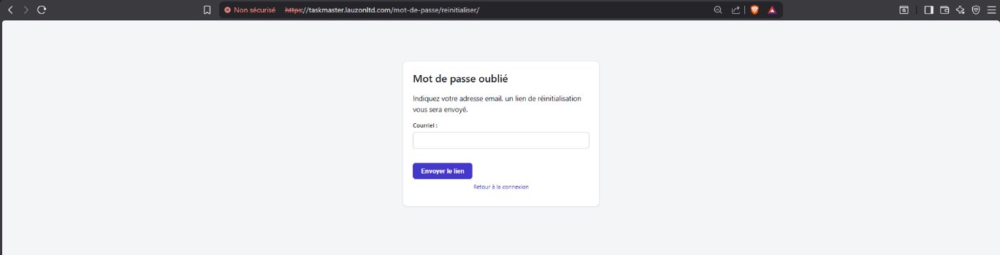 Non sécurisé https://taskmaster.lauzonltd.com/mot-de-passe/reinitialiser/
Mot de passe oublié
Indiquez votre adresse email, un lien de réinitialisation
vous sera envoyé.
Courriel :
Envoyer le lien
Retour à la connexion